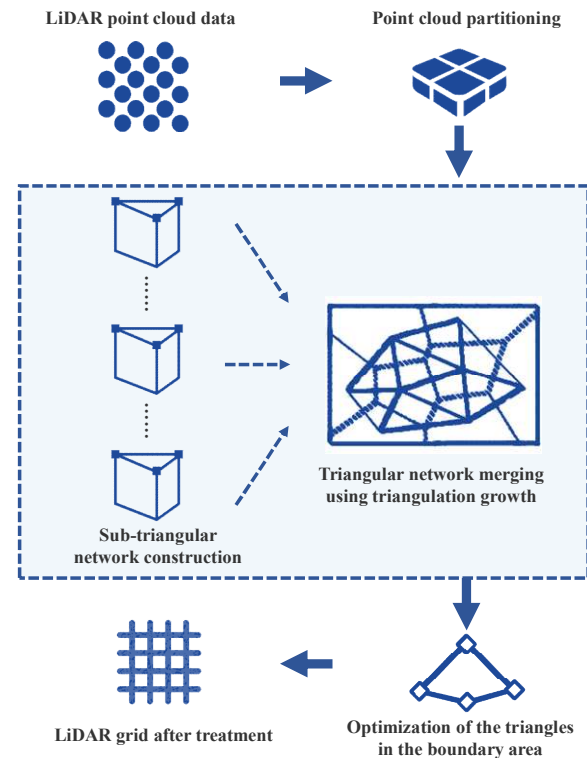 LiDAR point cloud data
Point cloud partitioning
Triangular network merging
using triangulation growth
Sub-triangular
network construction
LiDAR grid after treatment
Optimization of the triangles
in the boundary area